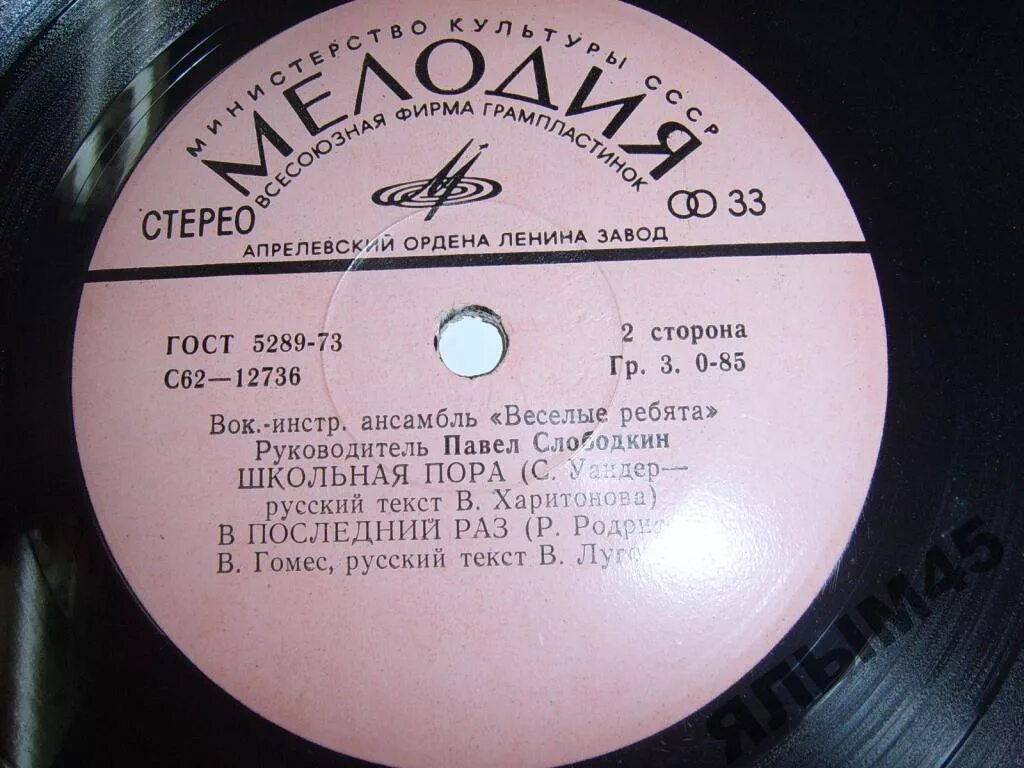 МИНИСТЕРСТВО КУЛЬТУРЫ СССР
МЕЛОДИЯ
ВСЕСОЮЗНАЯ ФИРМА ГРАМПЛАСТИНОК
СТЕРЕО
33
АПРЕЛЕВСКИЙ ОРДЕНА ЛЕНИНА ЗАВОД
ГОСТ 5289-73
2 сторона
С62—12736
Гр. 3. 0-85
Вок.-инстр. ансамбль «Веселые ребята»
Руководитель Павел Слободкин
ШКОЛЬНАЯ ПОРА (С. Уандер—
русский текст В. Харитонова)
В ПОСЛЕДНИЙ РАЗ (Р.
В. Гомес, русский текст В.
ЯЛЫМ45